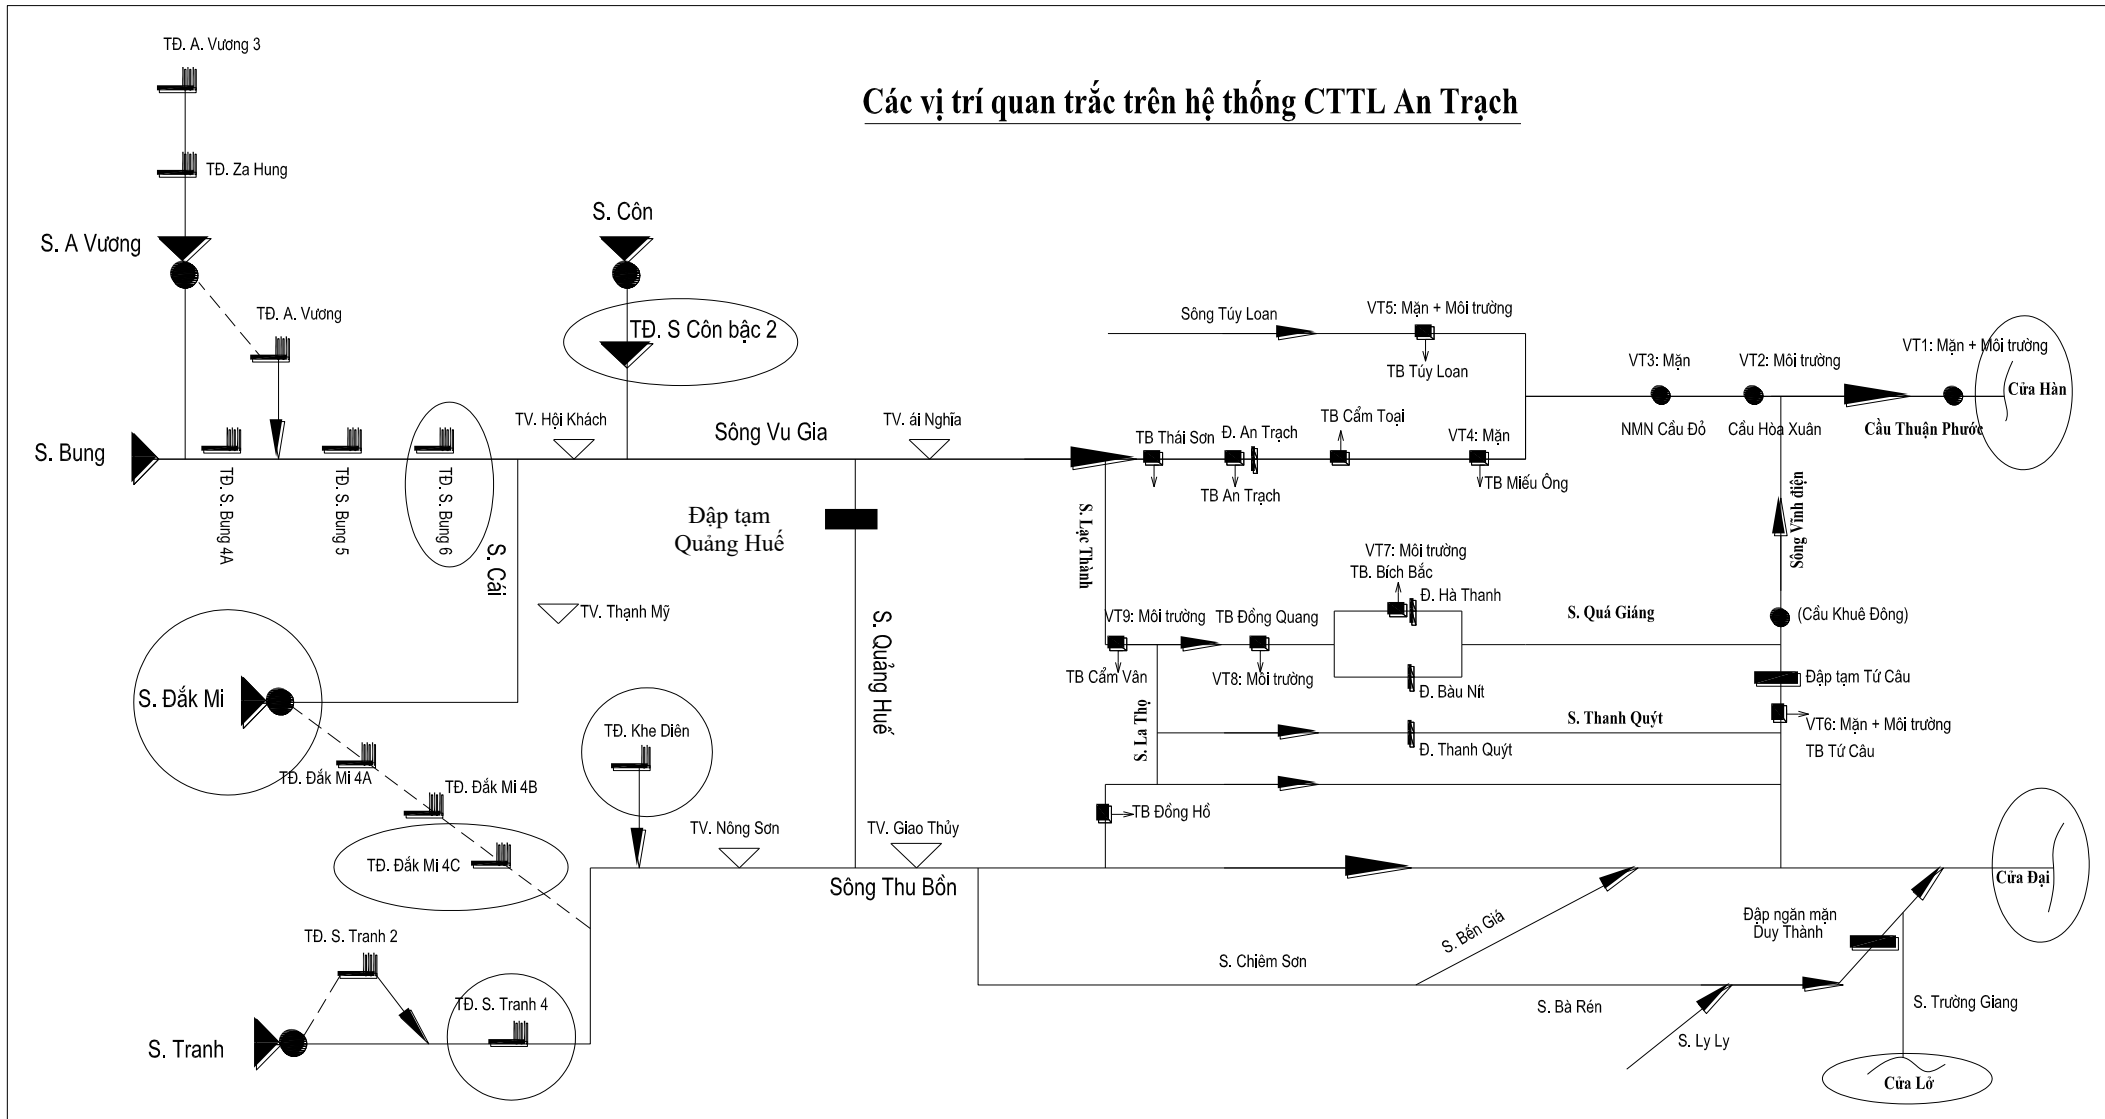 Các vị trí quan trắc trên hệ thống CTTL An Trạch
TĐ. A. Vương 3
TĐ. Za Hung
S. A Vương
S. Côn
TĐ. A. Vương
TĐ. S Côn bậc 2
S. Bung
TĐ. S. Bung 4A
TĐ. S. Bung 5
TĐ. S. Bung 6
TV. Hội Khách
Sông Vu Gia
TV. ái Nghĩa
Sông Túy Loan
VT5: Mặn + Môi trường
TB Túy Loan
TB Thái Sơn
Đ. An Trạch
TB An Trạch
TB Cẩm Toại
VT4: Mặn
TB Miếu Ông
VT3: Mặn
NMN Cầu Đỏ
VT2: Môi trường
Cầu Hòa Xuân
VT1: Mặn + Môi trường
Cầu Thuận Phước
Cửa Hàn
Đập tạm
Quảng Huế
S. Cái
TV. Thạnh Mỹ
S. Quảng Huế
S. Lạc Thành
Sông Vĩnh điện
VT7: Môi trường
TB. Bích Bắc
Đ. Hà Thanh
VT9: Môi trường
TB Cẩm Vân
TB Đồng Quang
VT8: Môi trường
Đ. Bàu Nít
S. Quá Giáng
(Cầu Khuê Đông)
Đập tạm Tứ Câu
VT6: Mặn + Môi trường
TB Tứ Câu
S. La Thọ
S. Thanh Quýt
Đ. Thanh Quýt
TB Đồng Hồ
S. Đắk Mi
TĐ. Đắk Mi 4A
TĐ. Đắk Mi 4B
TĐ. Đắk Mi 4C
TĐ. Khe Diên
TV. Nông Sơn
TV. Giao Thủy
Sông Thu Bồn
Cửa Đại
TĐ. S. Tranh 2
TĐ. S. Tranh 4
S. Tranh
S. Chiêm Sơn
S. Bến Giá
Đập ngăn mặn
Duy Thành
S. Bà Rén
S. Ly Ly
S. Trường Giang
Cửa Lở